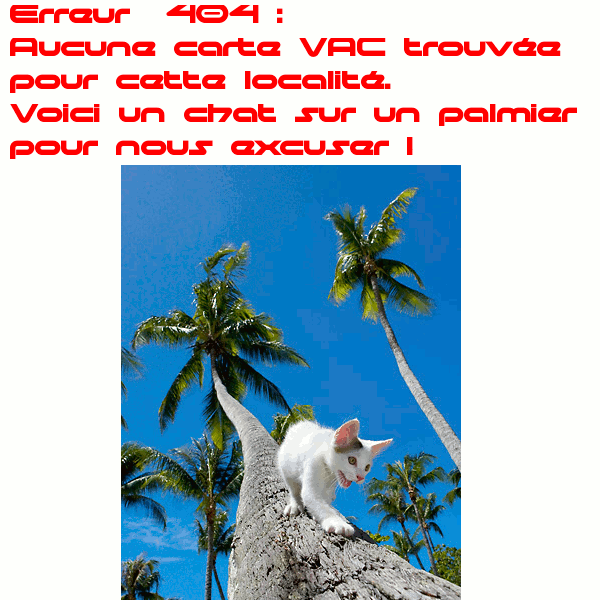 Erreur 404 :
Aucune carte VAC trouvée
pour cette localité.
Voici un chat sur un palmier
pour nous excuser !